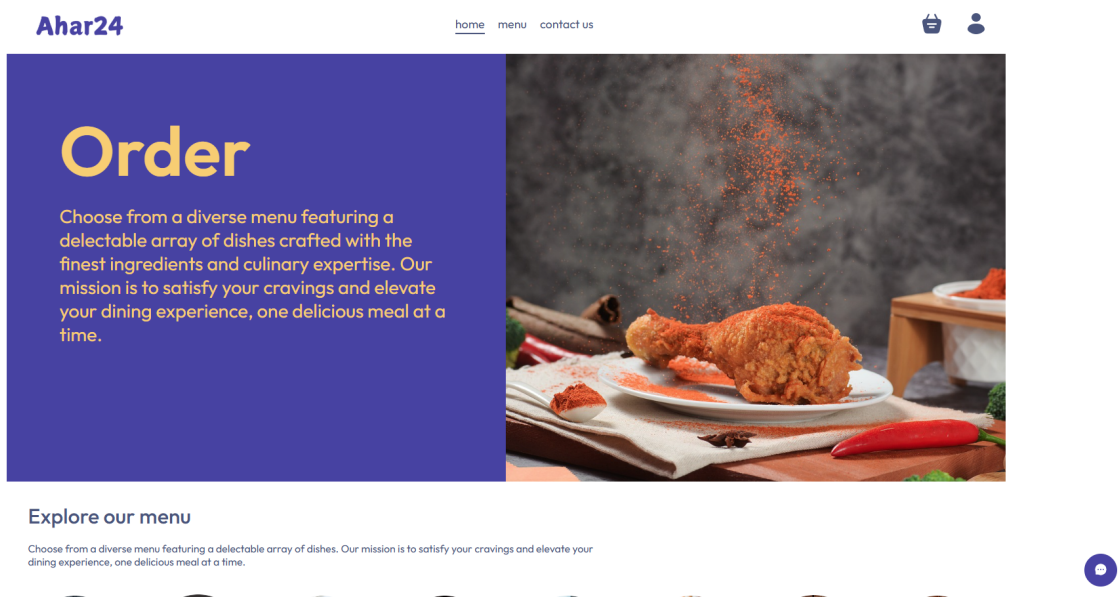 Ahar24
home menu contact us
Order
Choose from a diverse menu featuring a
delectable array of dishes crafted with the
finest ingredients and culinary expertise. Our
mission is to satisfy your cravings and elevate
your dining experience, one delicious meal at a
time.
Explore our menu
Choose from a diverse menu featuring a delectable array of dishes. Our mission is to satisfy your cravings and elevate your
dining experience, one delicious meal at a time.